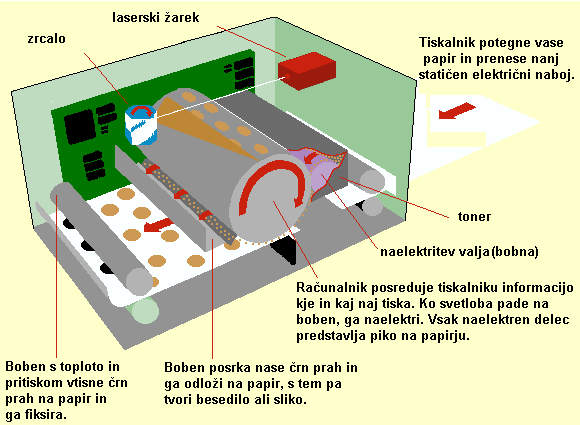 laserski žarek
zrcalo
Tiskalnik potegne vase
papir in prenese nanj
statičen električni naboj.
toner
naelektritev valja(bobna)
Računalnik posreduje tiskalniku informacijo
kje in kaj naj tiska. Ko svetloba pade na
boben, ga naelektri. Vsak naelektren delec
predstavlja piko na papirju.
Boben s toploto in
pritiskom vtisne črn
prah na papir in
ga fiksira.
Boben posrka nase črn prah in
ga odloži na papir, s tem pa
tvori besedilo ali sliko.